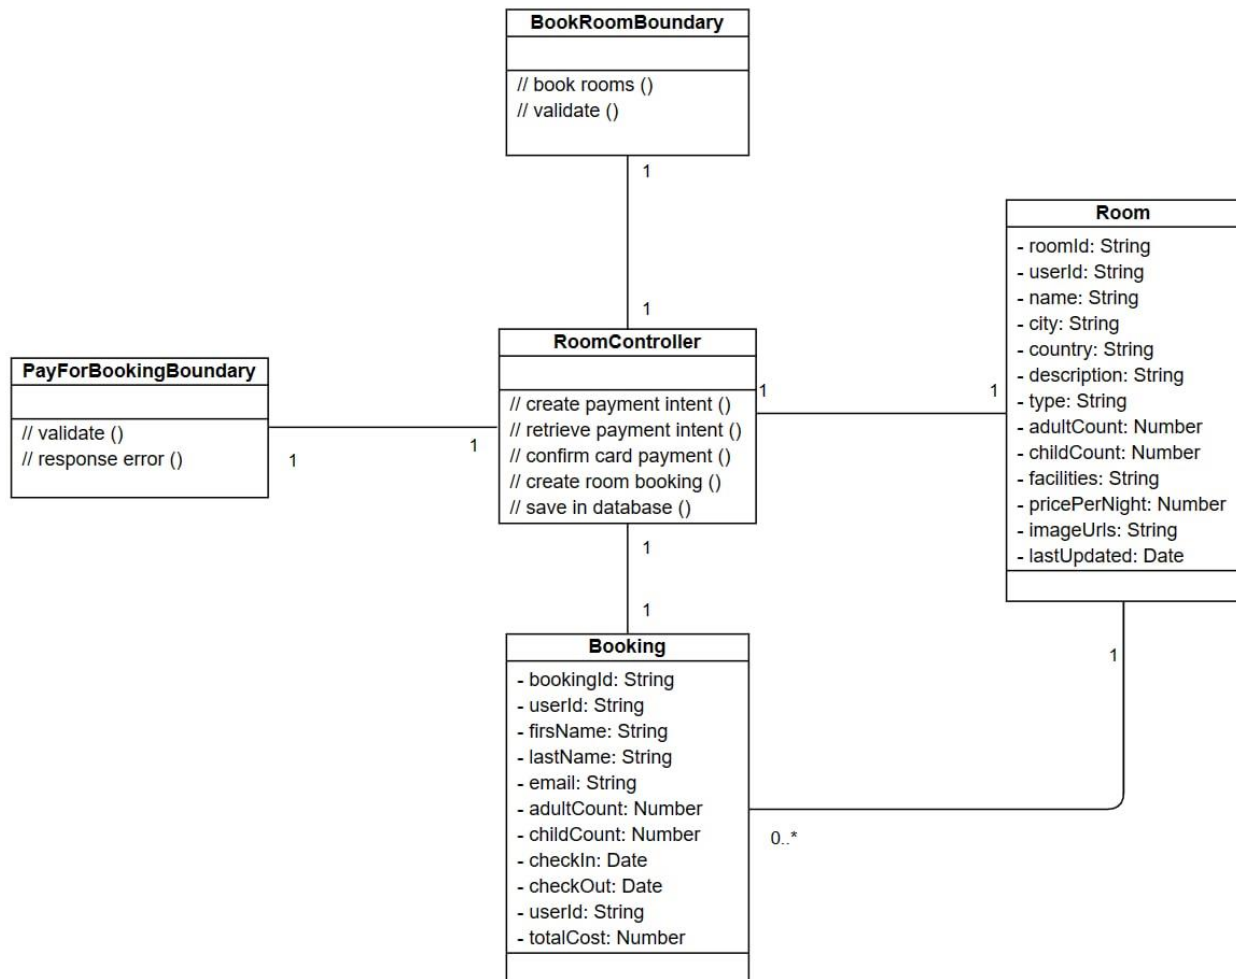 BookRoomBoundary
// book rooms ()
// validate ()
1
1
PayForBookingBoundary
// validate ()
// response error ()
1
1
RoomController
// create payment intent ()
// retrieve payment intent ()
// confirm card payment ()
// create room booking ()
// save in database ()
1
1
Room
- roomId: String
- userId: String
- name: String
- city: String
- country: String
- description: String
- type: String
- adultCount: Number
- childCount: Number
- facilities: String
- pricePerNight: Number
- imageUrls: String
- lastUpdated: Date
1
1
1
Booking
- bookingId: String
- userId: String
- firsName: String
- lastName: String
- email: String
- adultCount: Number
- childCount: Number
- checkIn: Date
- checkOut: Date
- userId: String
- totalCost: Number
0..*